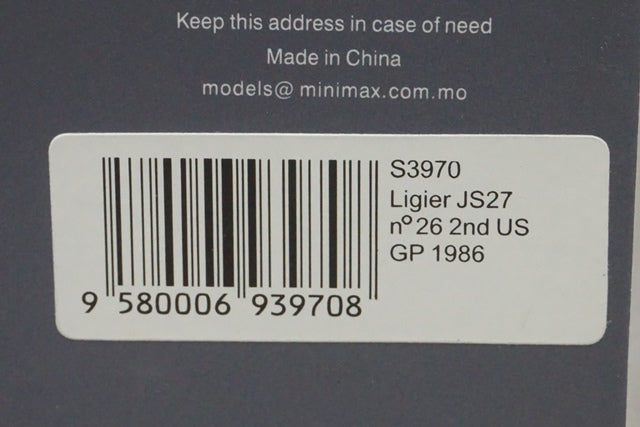 Keep this address in case of need
Made in China
models@ minimax.com.mo
S3970
Ligier JS27
nº 26 2nd US
GP 1986
9 580006 939708